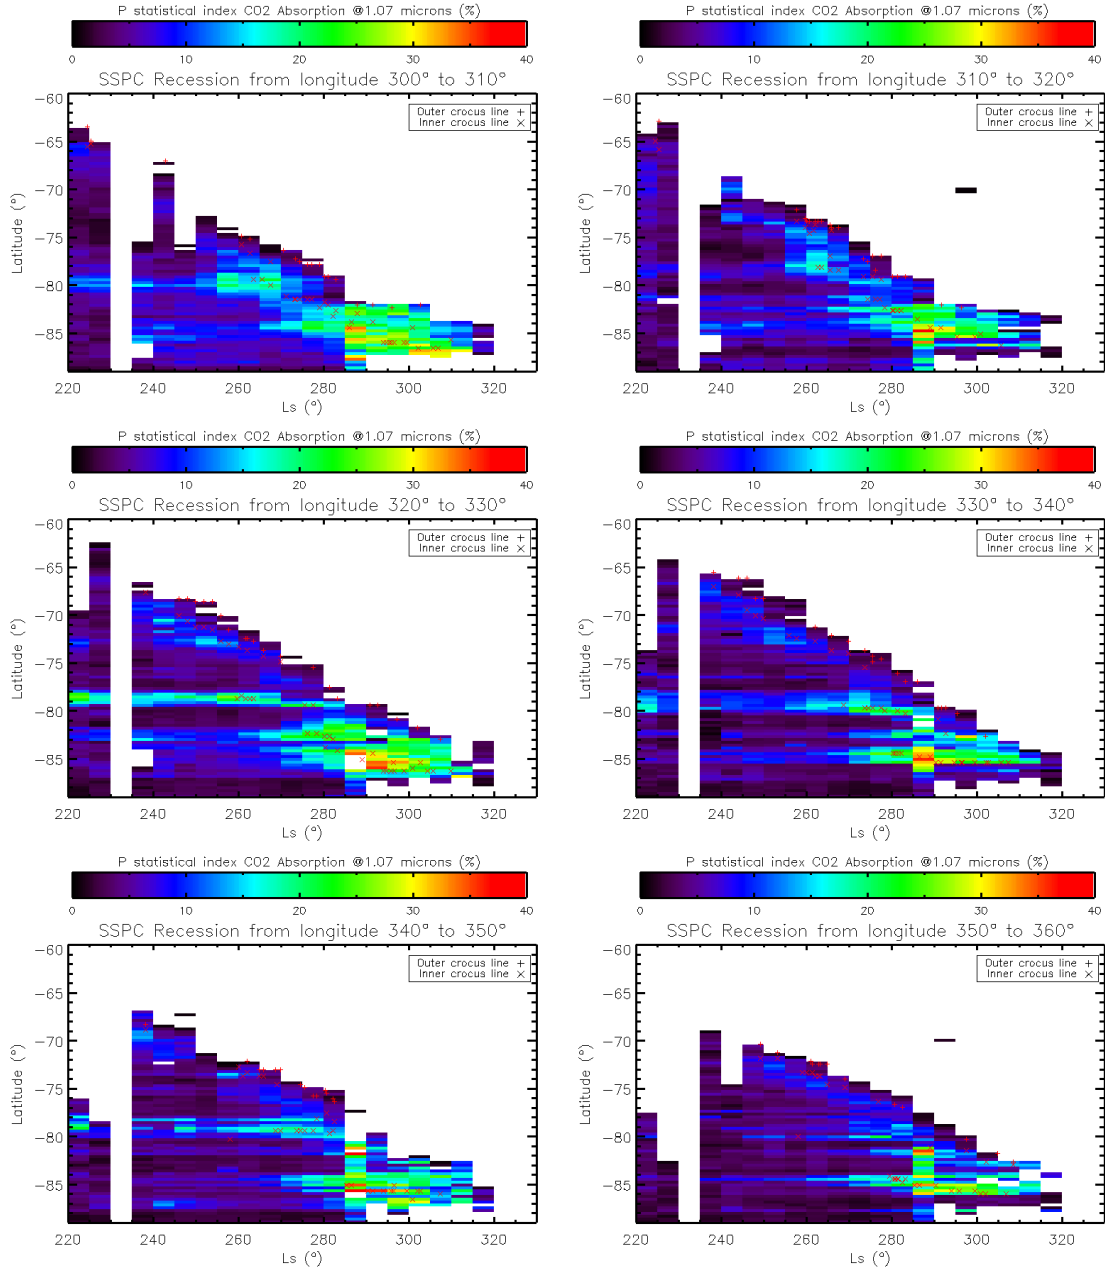 P statistical index CO2 Absorption @1.07 microns (%)
0 10 20 30 40
SSPC Recession from longitude 300° to 310°
Outer crocus line +
Inner crocus line ×
Latitude (°)
−60
−65
−70
−75
−80
−85
220 240 260 280 300 320
Ls (°)
P statistical index CO2 Absorption @1.07 microns (%)
0 10 20 30 40
SSPC Recession from longitude 310° to 320°
Outer crocus line +
Inner crocus line ×
Latitude (°)
−60
−65
−70
−75
−80
−85
220 240 260 280 300 320
Ls (°)
P statistical index CO2 Absorption @1.07 microns (%)
0 10 20 30 40
SSPC Recession from longitude 320° to 330°
Outer crocus line +
Inner crocus line ×
Latitude (°)
−60
−65
−70
−75
−80
−85
220 240 260 280 300 320
Ls (°)
P statistical index CO2 Absorption @1.07 microns (%)
0 10 20 30 40
SSPC Recession from longitude 330° to 340°
Outer crocus line +
Inner crocus line ×
Latitude (°)
−60
−65
−70
−75
−80
−85
220 240 260 280 300 320
Ls (°)
P statistical index CO2 Absorption @1.07 microns (%)
0 10 20 30 40
SSPC Recession from longitude 340° to 350°
Outer crocus line +
Inner crocus line ×
Latitude (°)
−60
−65
−70
−75
−80
−85
220 240 260 280 300 320
Ls (°)
P statistical index CO2 Absorption @1.07 microns (%)
0 10 20 30 40
SSPC Recession from longitude 350° to 360°
Outer crocus line +
Inner crocus line ×
Latitude (°)
−60
−65
−70
−75
−80
−85
220 240 260 280 300 320
Ls (°)